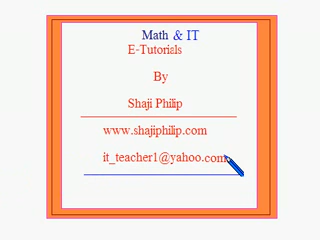 Math & IT
E-Tutorials
By
Shaji Philip
www.shajiphilip.com
it_teacher1@yahoo.com